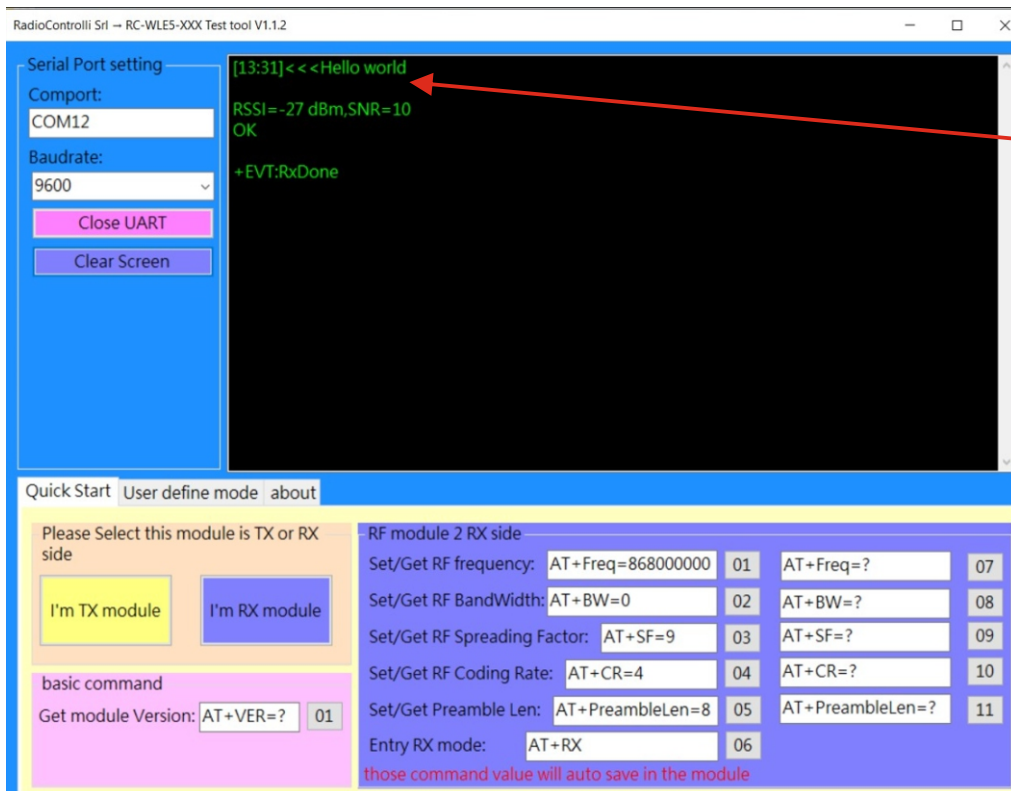 RadioControlli Srl → RC-WLE5-XXX Test tool V1.1.2
Serial Port setting
Comport:
COM12
Baudrate:
9600
Close UART
Clear Screen
[13:31]<<<Hello world
RSSI=-27 dBm,SNR=10
OK
+EVT:RxDone
Quick Start User define mode about
Please Select this module is TX or RX
side
I'm TX module I'm RX module
basic command
Get module Version: AT+VER=? 01
RF module 2 RX side
Set/Get RF frequency: AT+Freq=868000000 01 AT+Freq=? 07
Set/Get RF BandWidth: AT+BW=0 02 AT+BW=? 08
Set/Get RF Spreading Factor: AT+SF=9 03 AT+SF=? 09
Set/Get RF Coding Rate: AT+CR=4 04 AT+CR=? 10
Set/Get Preamble Len: AT+PreambleLen=8 05 AT+PreambleLen=? 11
Entry RX mode: AT+RX 06
those command value will auto save in the module